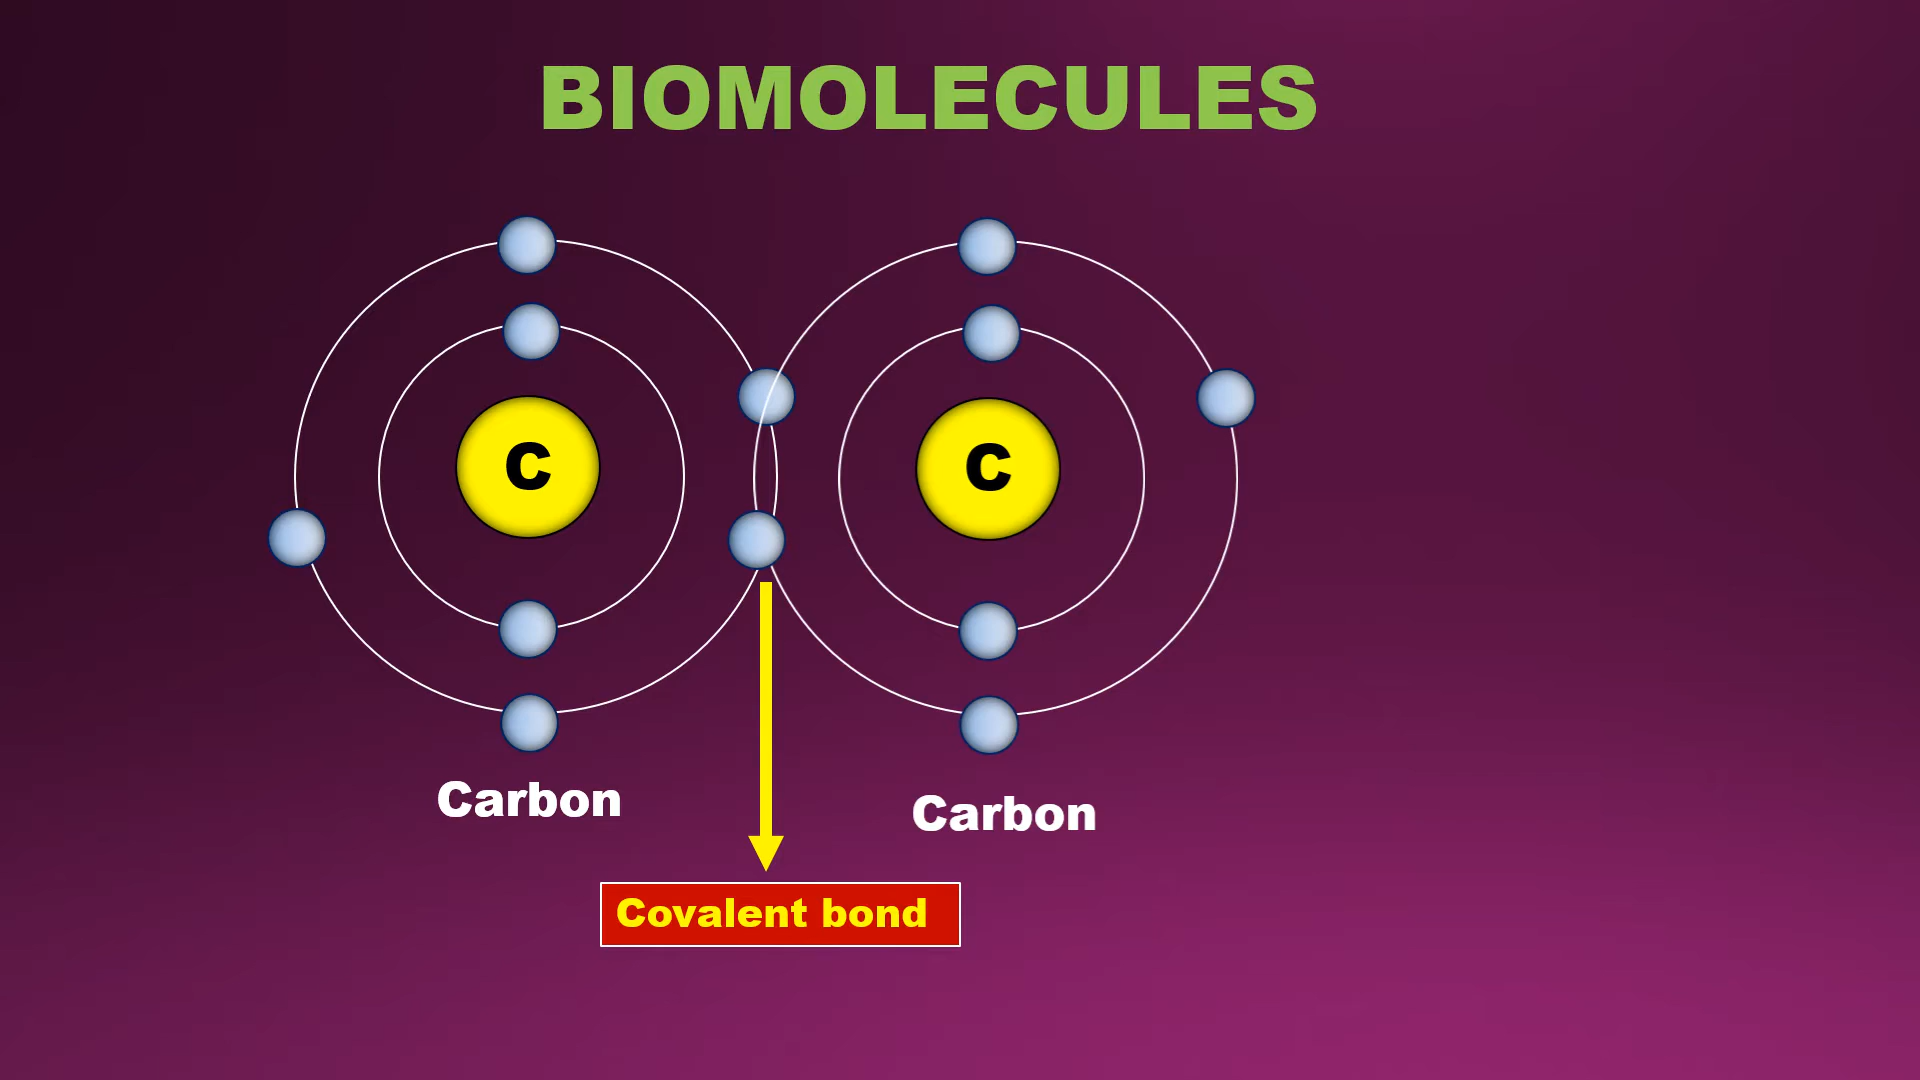 BIOMOLECULES
C
C
Carbon
Carbon
Covalent bond